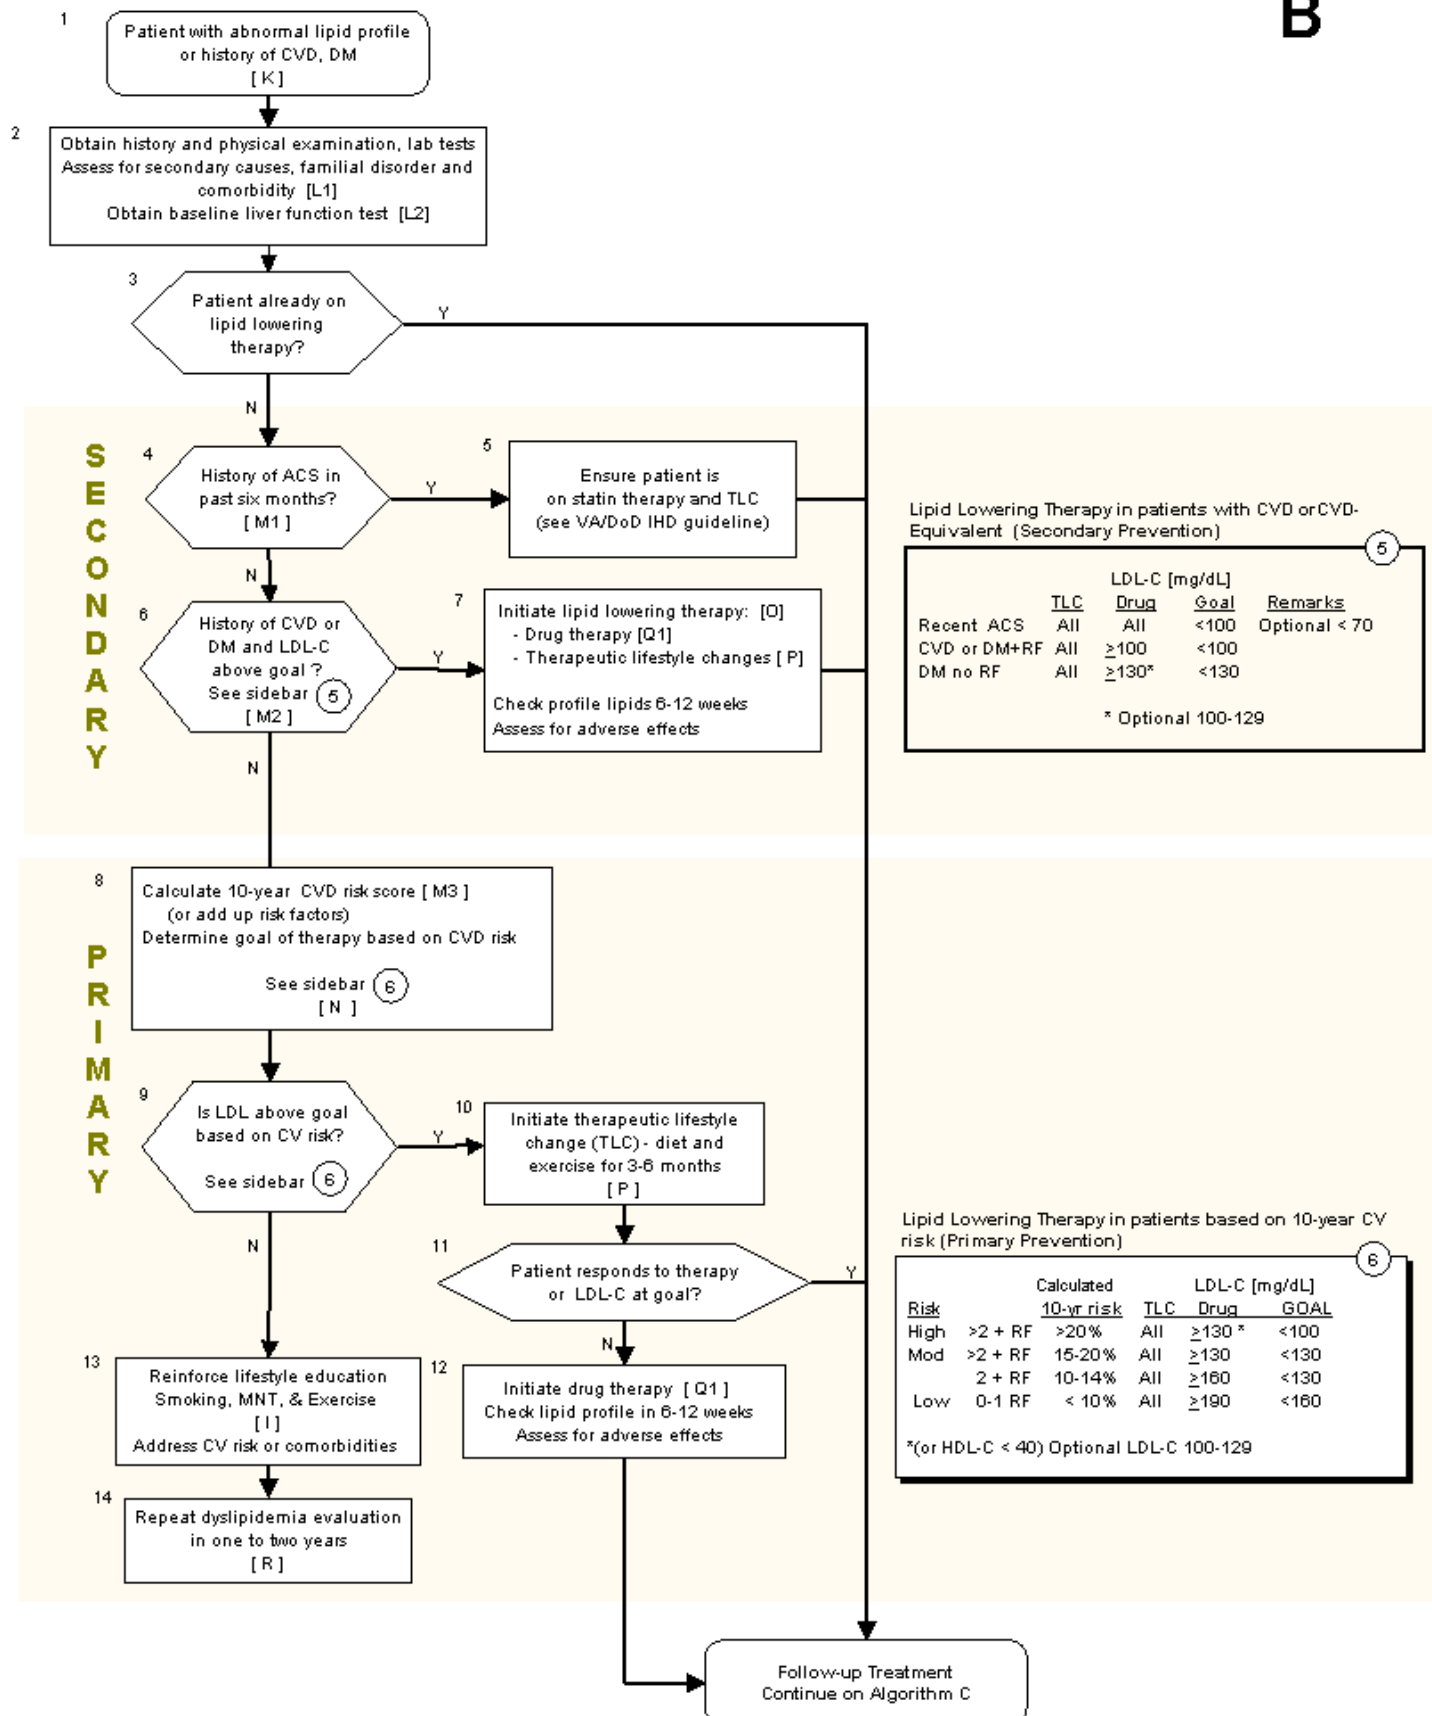 B
1
Patient with abnormal lipid profile
or history of CVD, DM
[ K ]
2
Obtain history and physical examination, lab tests
Assess for secondary causes, familial disorder and
comorbidity [L1]
Obtain baseline liver function test [L2]
3
Patient already on
lipid lowering
therapy?
Y
N
SECONDARY
4
History of ACS in
past six months?
[ M1 ]
Y
N
5
Ensure patient is
on statin therapy and TLC
(see VA/DoD IHD guideline)
6
History of CVD or
DM and LDL-C
above goal ?
See sidebar 5
[ M2 ]
Y
N
7
Initiate lipid lowering therapy: [O]
- Drug therapy [Q1]
- Therapeutic lifestyle changes [ P ]
Check profile lipids 6-12 weeks
Assess for adverse effects
Lipid Lowering Therapy in patients with CVD orCVD-
Equivalent (Secondary Prevention)
5
LDL-C [mg/dL]
TLC Drug Goal Remarks
Recent ACS All All <100 Optional < 70
CVD or DM+RF All ≥100 <100
DM no RF All ≥130* <130
* Optional 100-129
PRIMARY
8
Calculate 10-year CVD risk score [ M3 ]
(or add up risk factors)
Determine goal of therapy based on CVD risk
See sidebar 6
[ N ]
9
Is LDL above goal
based on CV risk?
See sidebar 6
Y
N
10
Initiate therapeutic lifestyle
change (TLC) - diet and
exercise for 3-6 months
[ P ]
11
Patient responds to therapy
or LDL-C at goal?
Y
N
12
Initiate drug therapy [ Q1 ]
Check lipid profile in 6-12 weeks
Assess for adverse effects
13
Reinforce lifestyle education
Smoking, MNT, & Exercise
[ I ]
Address CV risk or comorbidities
14
Repeat dyslipidemia evaluation
in one to two years
[ R ]
Lipid Lowering Therapy in patients based on 10-year CV
risk (Primary Prevention)
6
Calculated LDL-C [mg/dL]
Risk 10-yr risk TLC Drug GOAL
High >2 + RF >20% All ≥130 * <100
Mod >2 + RF 15-20% All ≥130 <130
2 + RF 10-14% All ≥160 <130
Low 0-1 RF < 10% All ≥190 <160
*(or HDL-C < 40) Optional LDL-C 100-129
Follow-up Treatment
Continue on Algorithm C